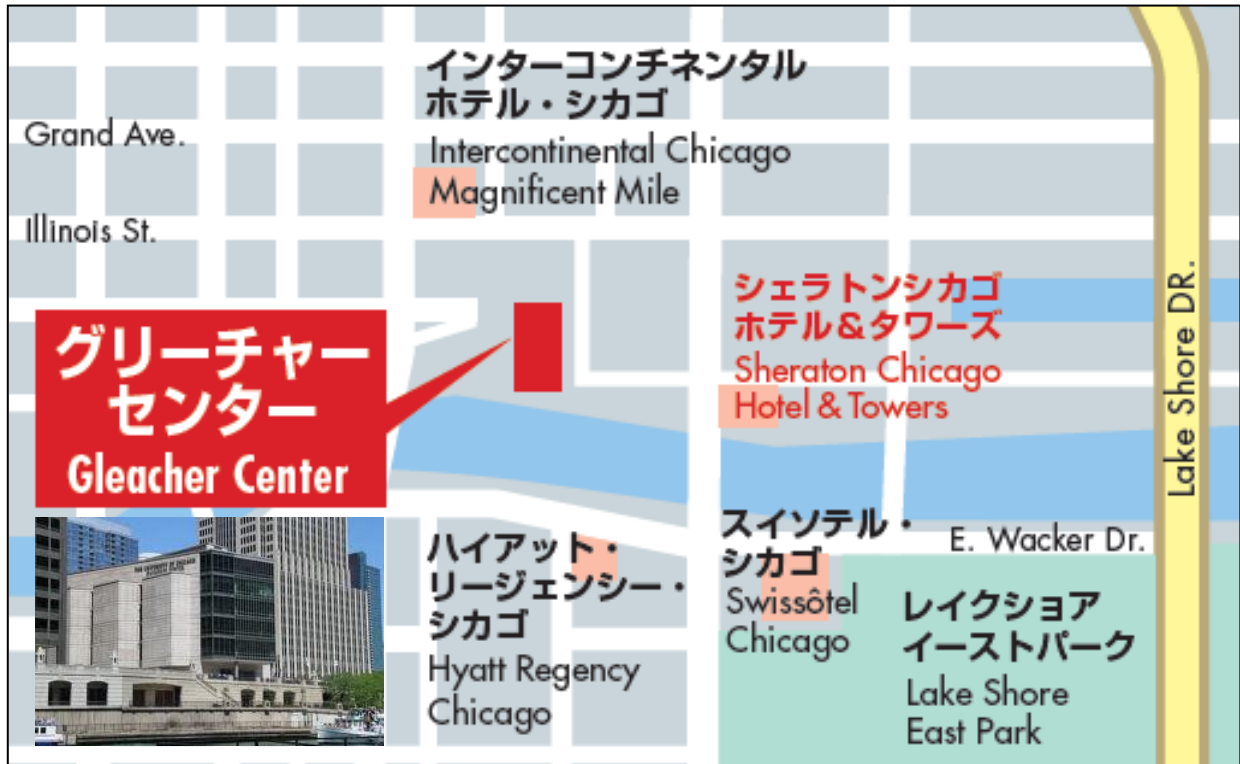 インターコンチネンタル
ホテル・シカゴ
Intercontinental Chicago
Magnificent Mile
Grand Ave.
Illinois St.
シェラトンシカゴ
ホテル&タワーズ
Sheraton Chicago
Hotel & Towers
Lake Shore DR.
グリーチャー
センター
Gleacher Center
ハイアット・
リージェンシー・
シカゴ
Hyatt Regency
Chicago
スイソテル・
シカゴ
Swissôtel
Chicago
E. Wacker Dr.
レイクショア
イーストパーク
Lake Shore
East Park